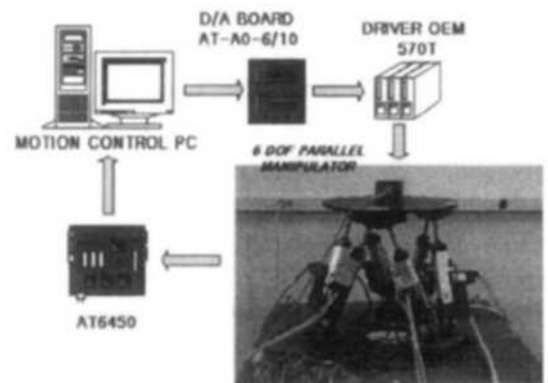 D/A BOARD
AT-AO-6/10
DRIVER OEM
570T
MOTION CONTROL PC
6 DOF PARALLEL
MANIPULATOR
AT6450